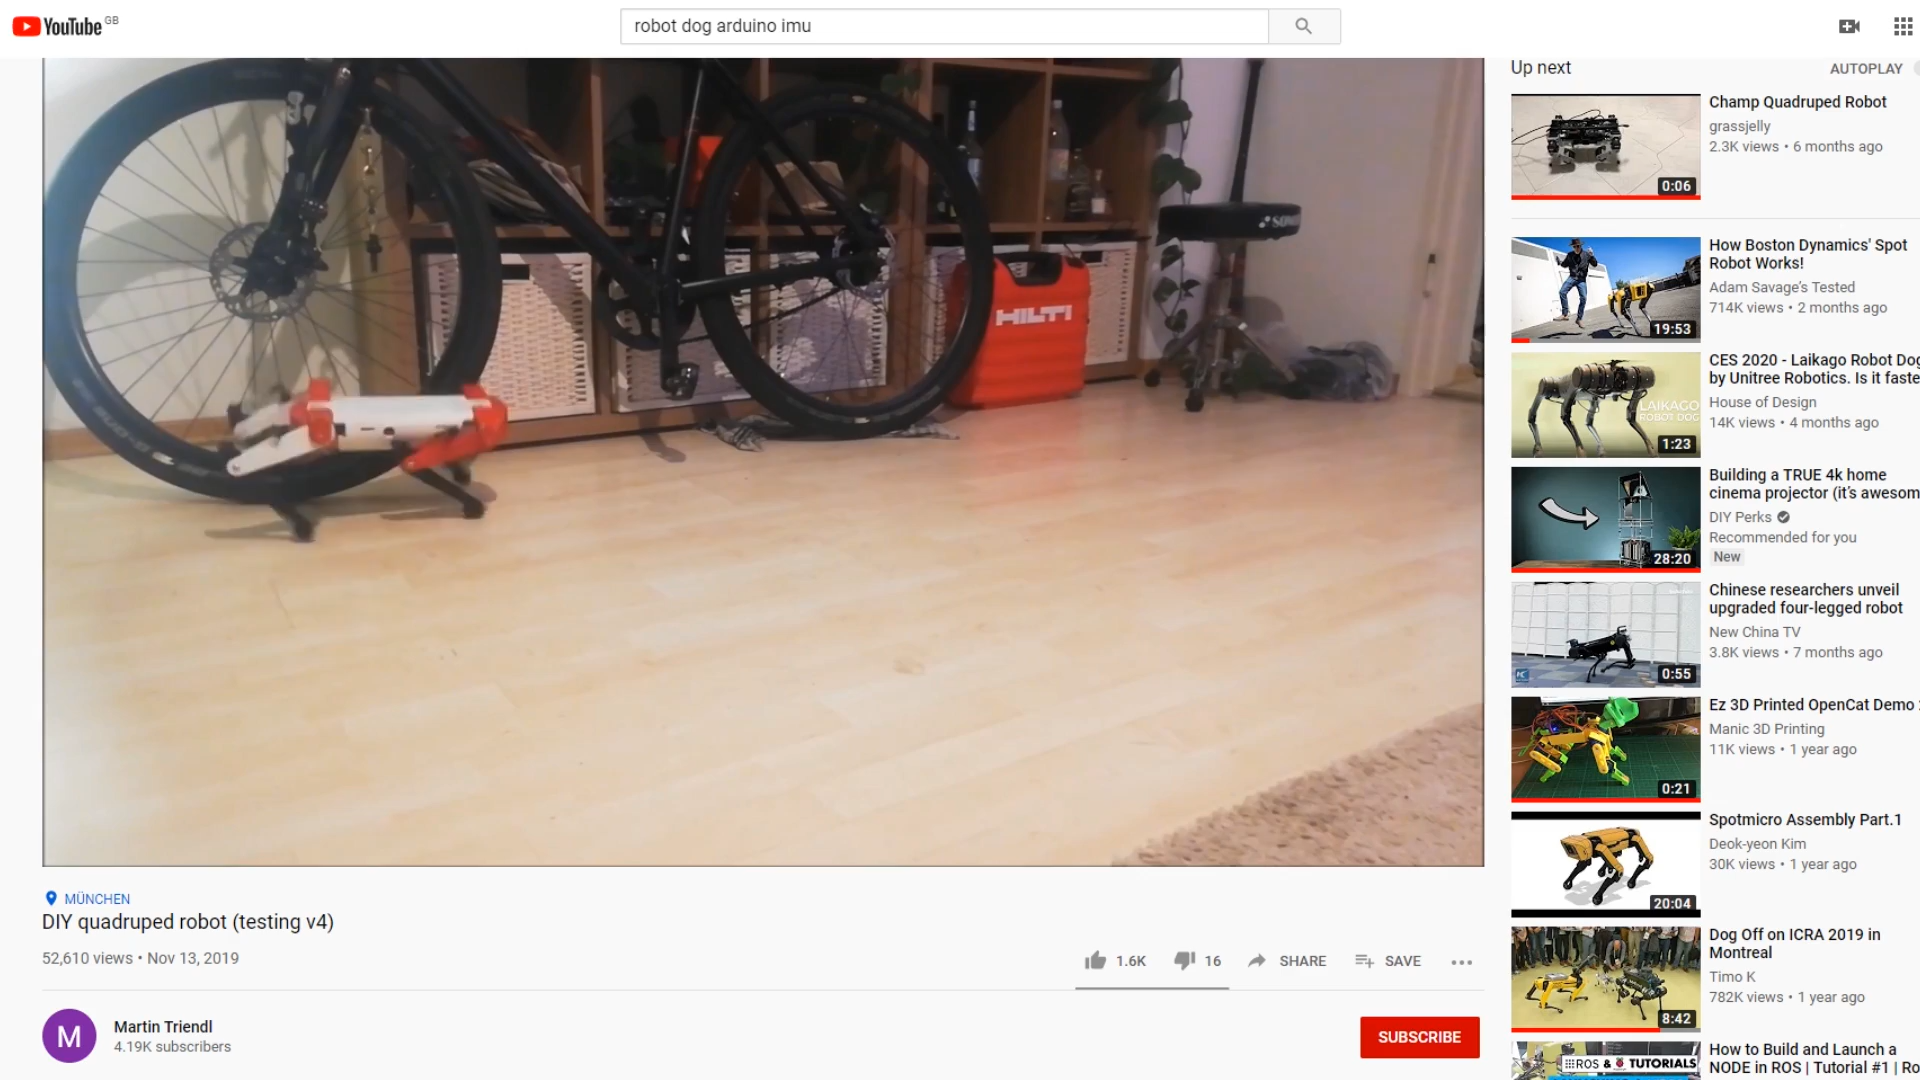 YouTube GB
robot dog arduino imu
HILTI
MÜNCHEN
DIY quadruped robot (testing v4)
52,610 views • Nov 13, 2019
1.6K
16
SHARE
SAVE
M
Martin Triendl
4.19K subscribers
SUBSCRIBE
Up next
AUTOPLAY
0:06
Champ Quadruped Robot
grassjelly
2.3K views • 6 months ago
19:53
How Boston Dynamics' Spot
Robot Works!
Adam Savage's Tested
714K views • 2 months ago
LAIKAGO
ROBOT DOG
1:23
CES 2020 - Laikago Robot Dog
by Unitree Robotics. Is it faste
House of Design
14K views • 4 months ago
28:20
Building a TRUE 4k home
cinema projector (it's awesom
DIY Perks
Recommended for you
New
0:55
Chinese researchers unveil
upgraded four-legged robot
New China TV
3.8K views • 7 months ago
0:21
Ez 3D Printed OpenCat Demo
Manic 3D Printing
11K views • 1 year ago
20:04
Spotmicro Assembly Part.1
Deok-yeon Kim
30K views • 1 year ago
8:42
Dog Off on ICRA 2019 in
Montreal
Timo K
782K views • 1 year ago
ROS & TUTORIALS
How to Build and Launch a
NODE in ROS | Tutorial #1 | Ro